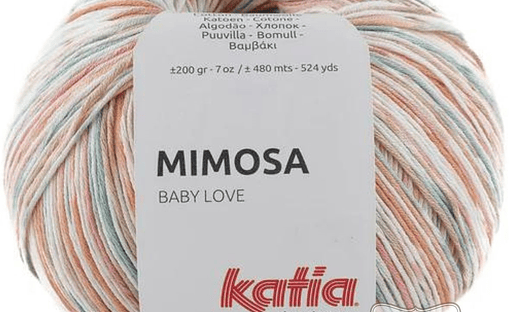 Katoen - Cotone -
Algodão - Хлопок -
Puuvilla - Bomull -
Βαμβάκι
±200 gr - 7 oz / ± 480 mts - 524 yds
MIMOSA
BABY LOVE
katia